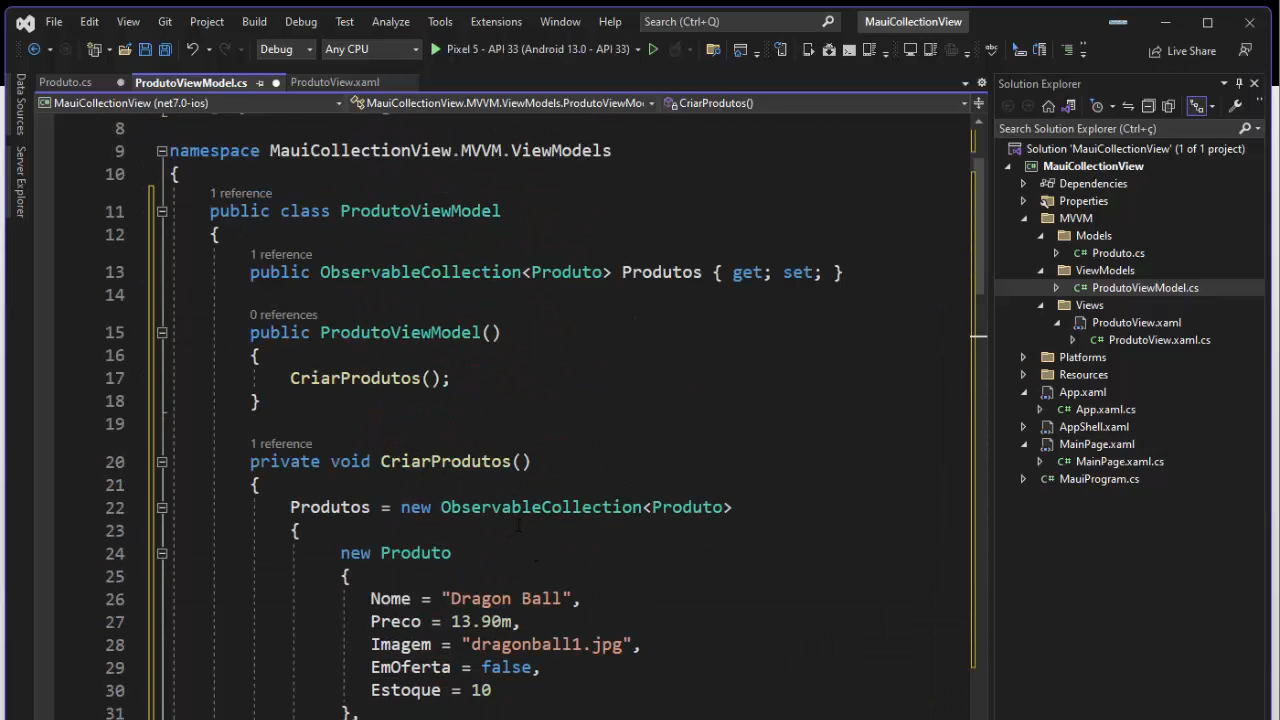 File Edit View Git Project Build Debug Test Analyze Tools Extensions Window Help Search (Ctrl+Q) MauiCollectionView
Debug Any CPU Pixel 5 - API 33 (Android 13.0 - API 33) Live Share
Data Sources
Server Explorer
Produto.cs ProdutoViewModel.cs ProdutoView.xaml
MauiCollectionView (net7.0-ios) MauiCollectionView.MVVM.ViewModels.ProdutoViewMo CriarProdutos()
8
9 namespace MauiCollectionView.MVVM.ViewModels
10 {
1 reference
11 public class ProdutoViewModel
12 {
1 reference
13 public ObservableCollection<Produto> Produtos { get; set; }
14
0 references
15 public ProdutoViewModel()
16 {
17 CriarProdutos();
18 }
19
1 reference
20 private void CriarProdutos()
21 {
22 Produtos = new ObservableCollection<Produto>
23 {
24 new Produto
25 {
26 Nome = "Dragon Ball",
27 Preco = 13.90m,
28 Imagem = "dragonball1.jpg",
29 EmOferta = false,
30 Estoque = 10
31 },
Solution Explorer
Search Solution Explorer (Ctrl+ç)
Solution 'MauiCollectionView' (1 of 1 project)
MauiCollectionView
Dependencies
Properties
MVVM
Models
C# Produto.cs
ViewModels
C# ProdutoViewModel.cs
Views
ProdutoView.xaml
C# ProdutoView.xaml.cs
Platforms
Resources
App.xaml
C# App.xaml.cs
AppShell.xaml
MainPage.xaml
C# MainPage.xaml.cs
C# MauiProgram.cs